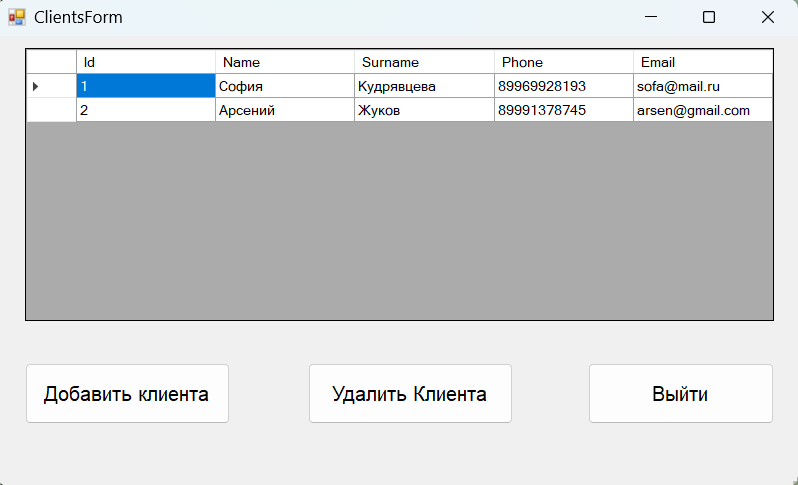 ClientsForm
Id Name Surname Phone Email
1 София Кудрявцева 89969928193 sofa@mail.ru
2 Арсений Жуков 89991378745 arsen@gmail.com
Добавить клиента Удалить Клиента Выйти